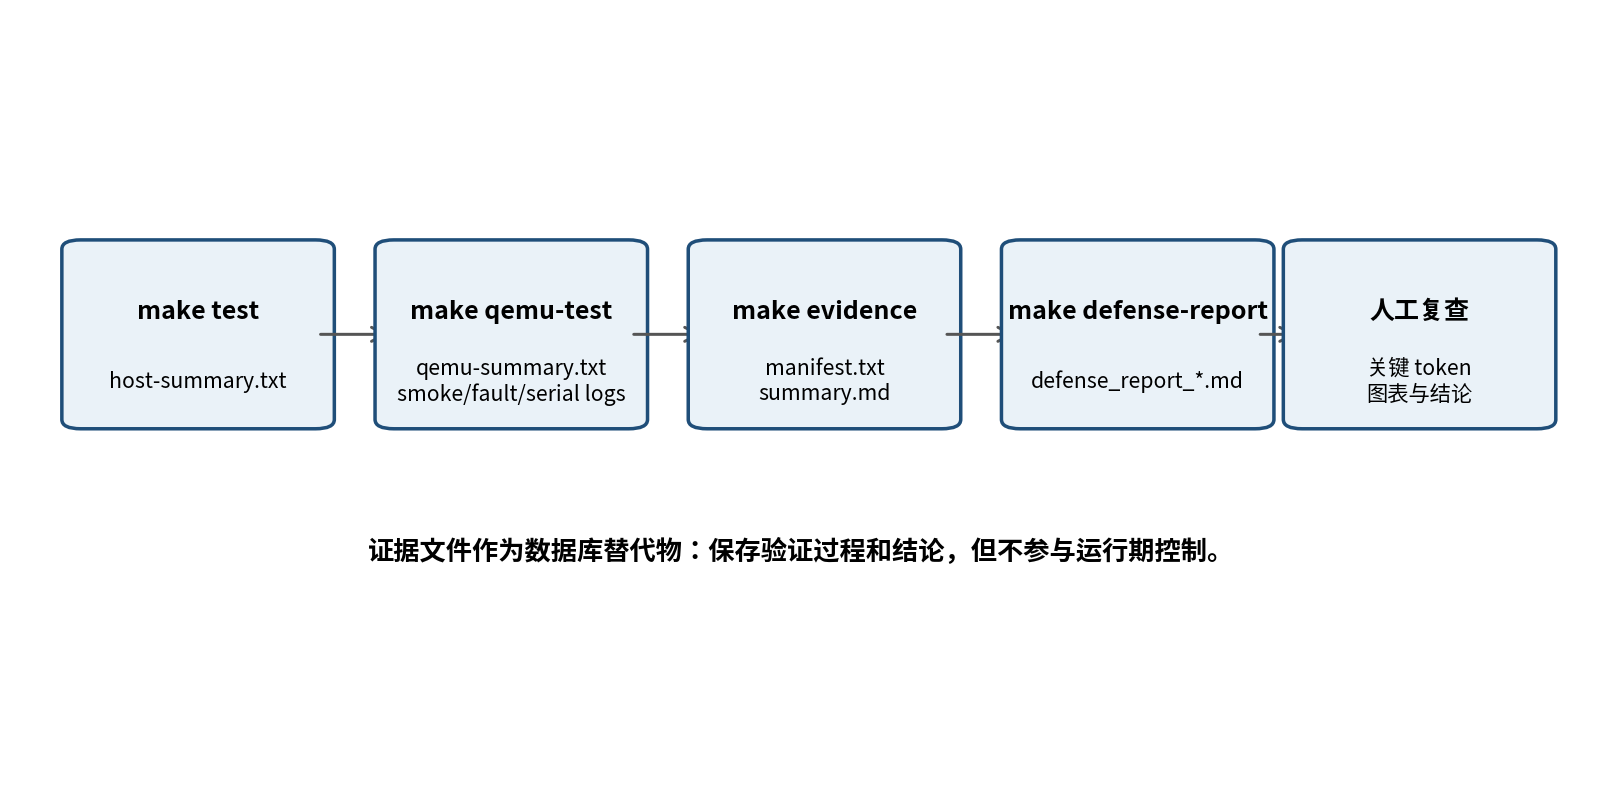 make test
host-summary.txt
make qemu-test
qemu-summary.txt
smoke/fault/serial logs
make evidence
manifest.txt
summary.md
make defense-report
defense_report_*.md
人工复查
关键 token
图表与结论
证据文件作为数据库替代物：保存验证过程和结论，但不参与运行期控制。